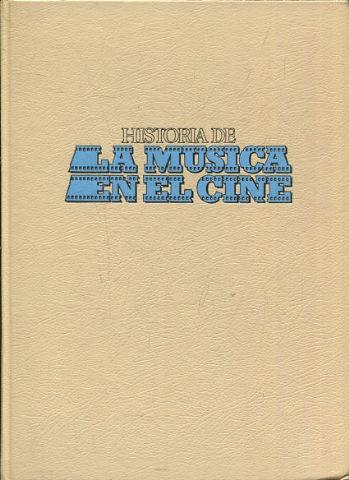 HISTORIA DE
LA MUSICA
EN EL CINE